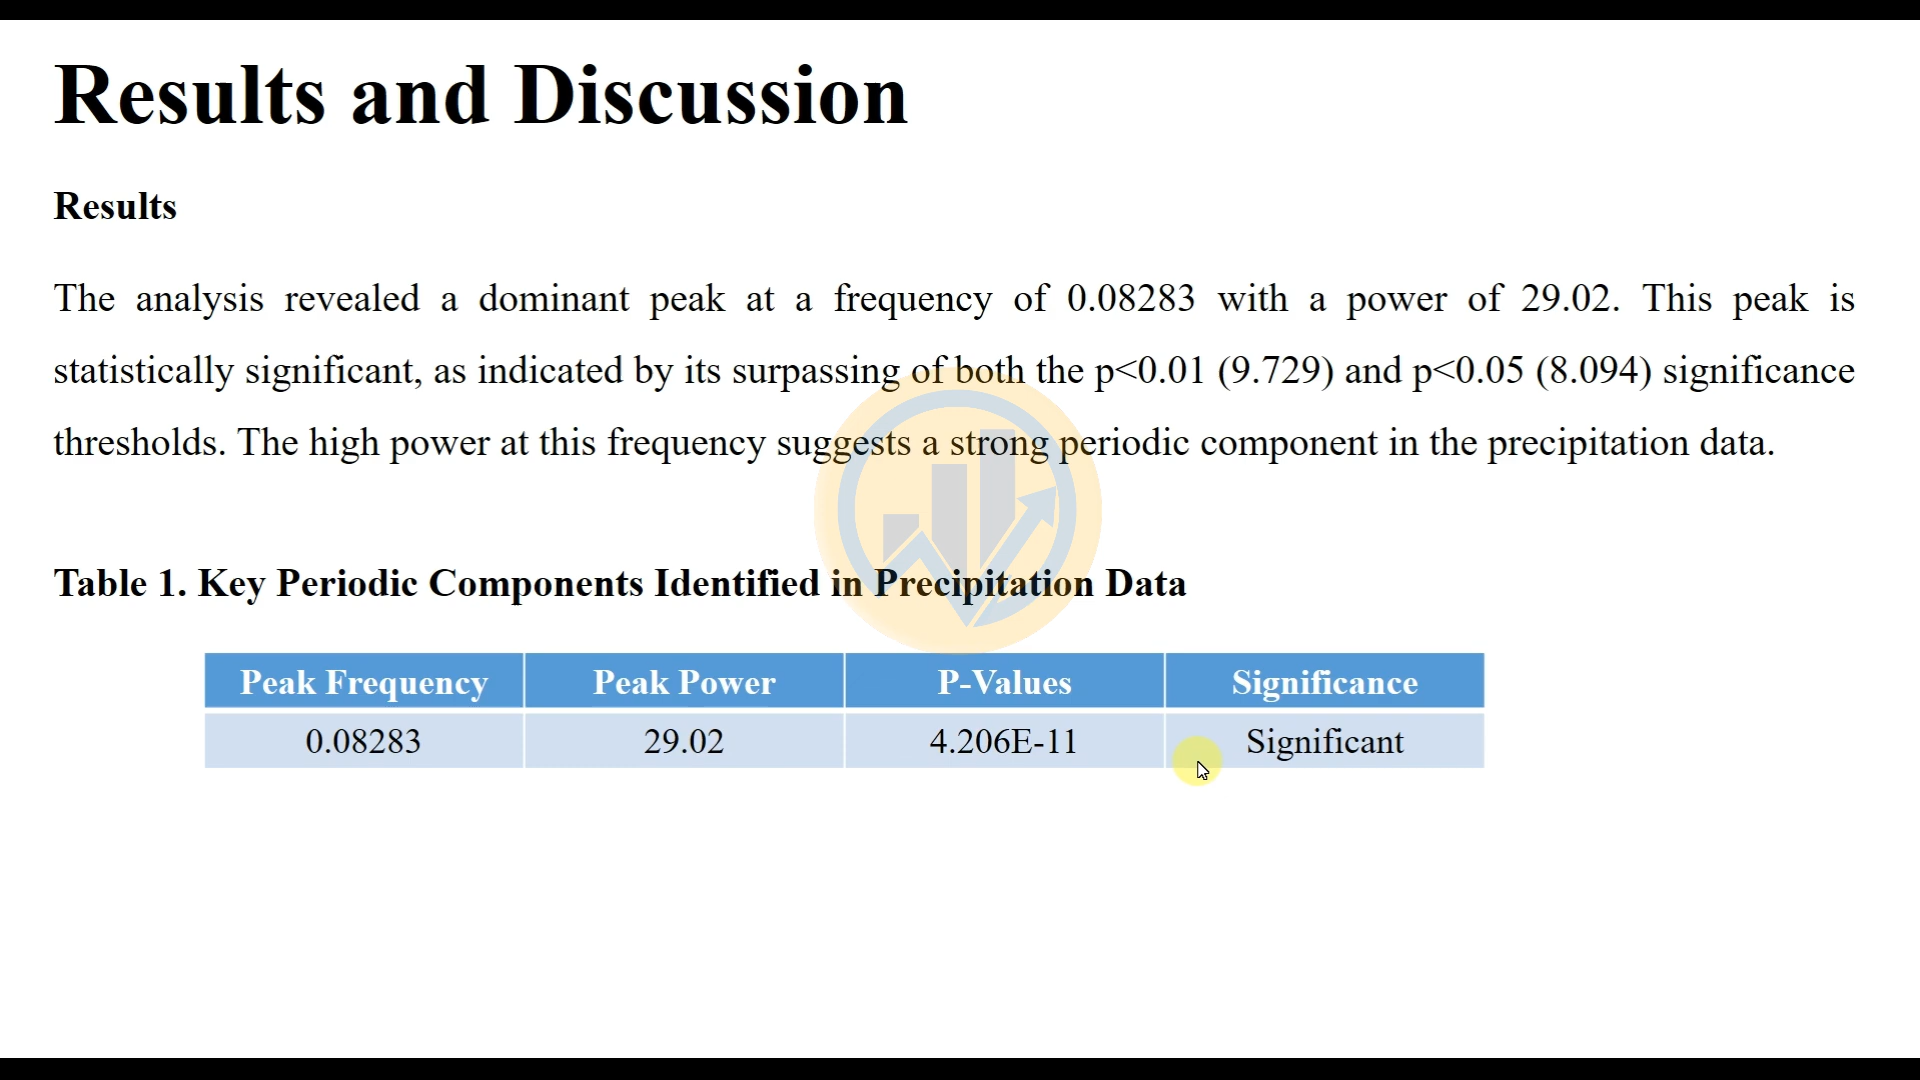 Results and Discussion
Results
The analysis revealed a dominant peak at a frequency of 0.08283 with a power of 29.02. This peak is
statistically significant, as indicated by its surpassing of both the p<0.01 (9.729) and p<0.05 (8.094) significance
thresholds. The high power at this frequency suggests a strong periodic component in the precipitation data.
Table 1. Key Periodic Components Identified in Precipitation Data
Peak Frequency Peak Power P-Values Significance
0.08283 29.02 4.206E-11 Significant